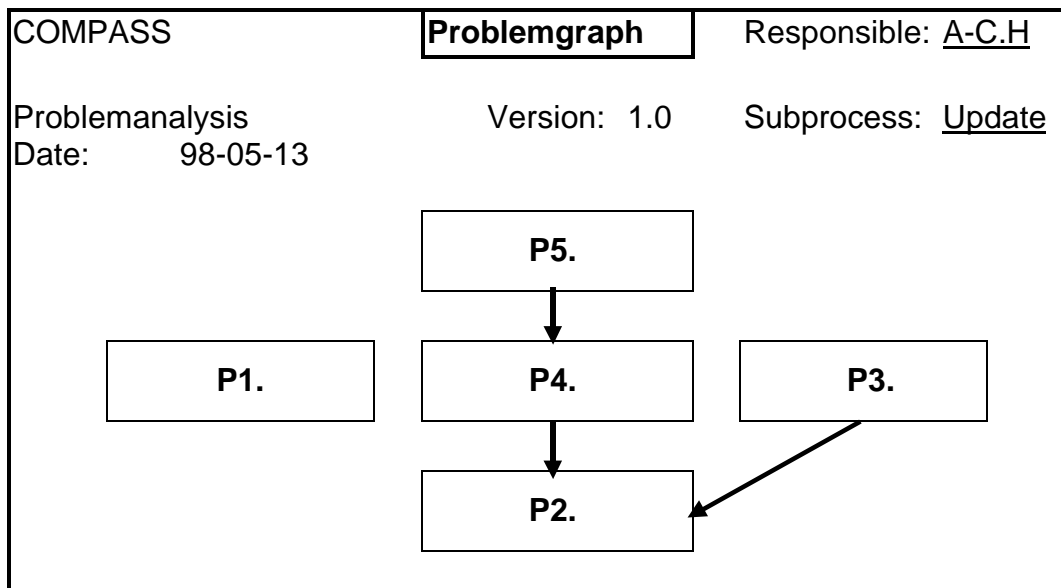 COMPASS Problemgraph Responsible: A-C.H
Problemanalysis Version: 1.0 Subprocess: Update
Date: 98-05-13
P5.
P1. P4. P3.
P2.